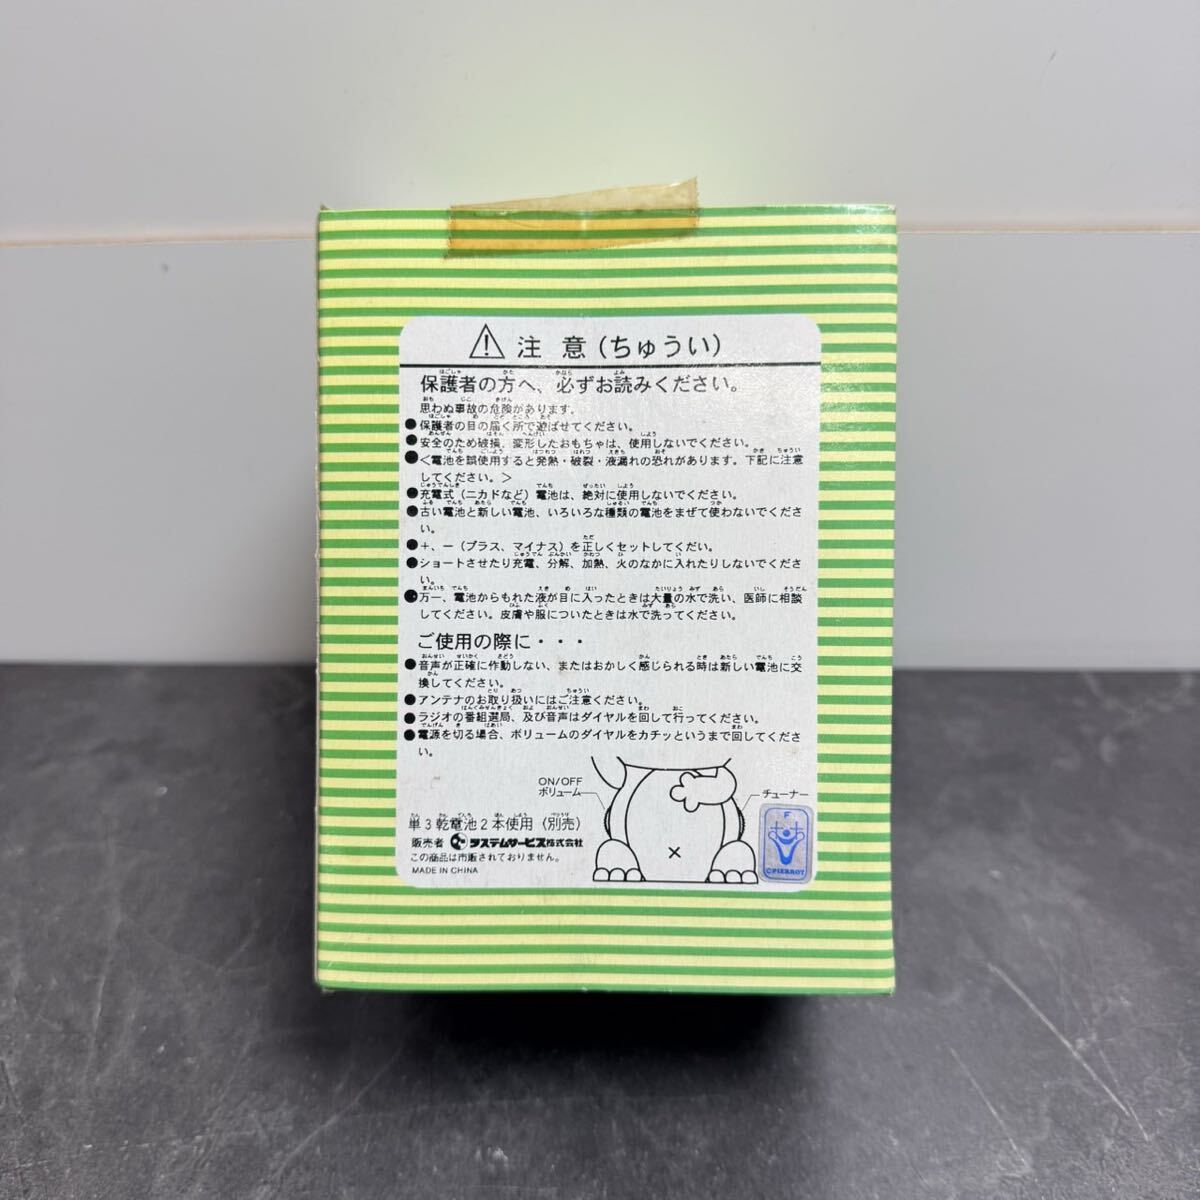 注 意(ちゅうい)
保護者の方へ、必ずお読みください。
思わぬ事故の危険があります。
●保護者の目の届く所で遊ばせてください。
●安全のため破損、変形したおもちゃは、使用しないでください。
●<電池を誤使用すると発熱・破裂・液漏れの恐れがあります。下記に注意
してください。>
●充電式(ニカドなど)電池は、絶対に使用しないでください。
●古い電池と新しい電池、いろいろな種類の電池をまぜて使わないでくださ
い。
●+、-(プラス、マイナス)を正しくセットしてくだい。
●ショートさせたり充電、分解、加熱、火のなかに入れたりしないでくださ
い。
●万一、電池からもれた液が目に入ったときは大量の水で洗い、医師に相談
してください。皮膚や服についたときは水で洗ってください。
ご使用の際に・・・
●音声が正確に作動しない、またはおかしく感じられる時は新しい電池に交
換してください。
●アンテナのお取り扱いにはご注意ください。
●ラジオの番組選局、及び音声はダイヤルを回して行ってください。
●電源を切る場合、ボリュームのダイヤルをカチッというまで回してくださ
い。
ON/OFF
ボリューム
チューナー
単3乾電池2本使用(別売)
販売者 システムサービス株式会社
この商品は市販されておりません。
MADE IN CHINA
F
©PIERROT